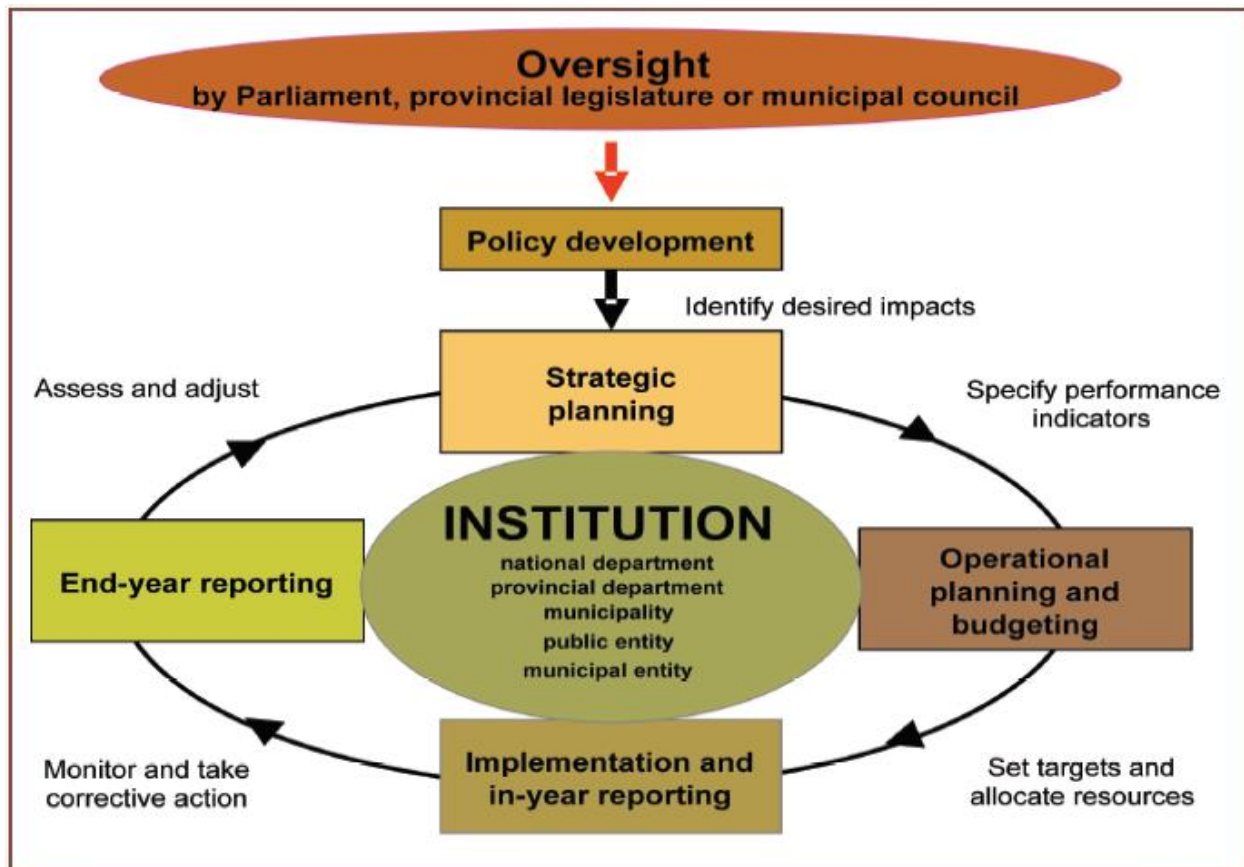 Oversight
by Parliament, provincial legislature or municipal council
Policy development
Identify desired impacts
Strategic
planning
Assess and adjust
Specify performance
indicators
INSTITUTION
national department
provincial department
municipality
public entity
municipal entity
End-year reporting
Operational
planning and
budgeting
Implementation and
in-year reporting
Monitor and take
corrective action
Set targets and
allocate resources